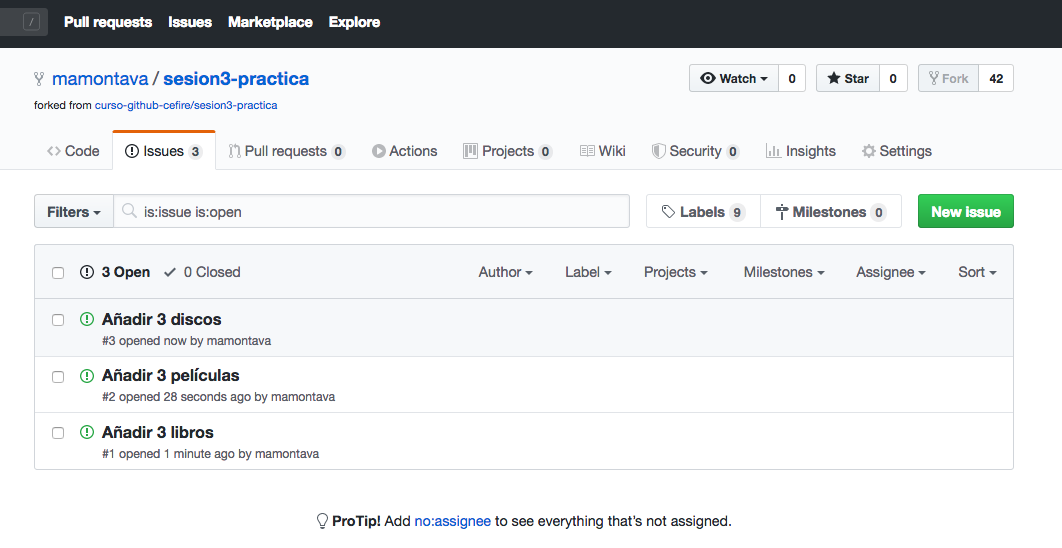 / Pull requests Issues Marketplace Explore
mamontava / sesion3-practica Watch 0 Star 0 Fork 42
forked from curso-github-cefire/sesion3-practica
Code Issues 3 Pull requests 0 Actions Projects 0 Wiki Security 0 Insights Settings
Filters is:issue is:open Labels 9 Milestones 0 New issue
3 Open 0 Closed Author Label Projects Milestones Assignee Sort
Añadir 3 discos
#3 opened now by mamontava
Añadir 3 películas
#2 opened 28 seconds ago by mamontava
Añadir 3 libros
#1 opened 1 minute ago by mamontava
ProTip! Add no:assignee to see everything that's not assigned.